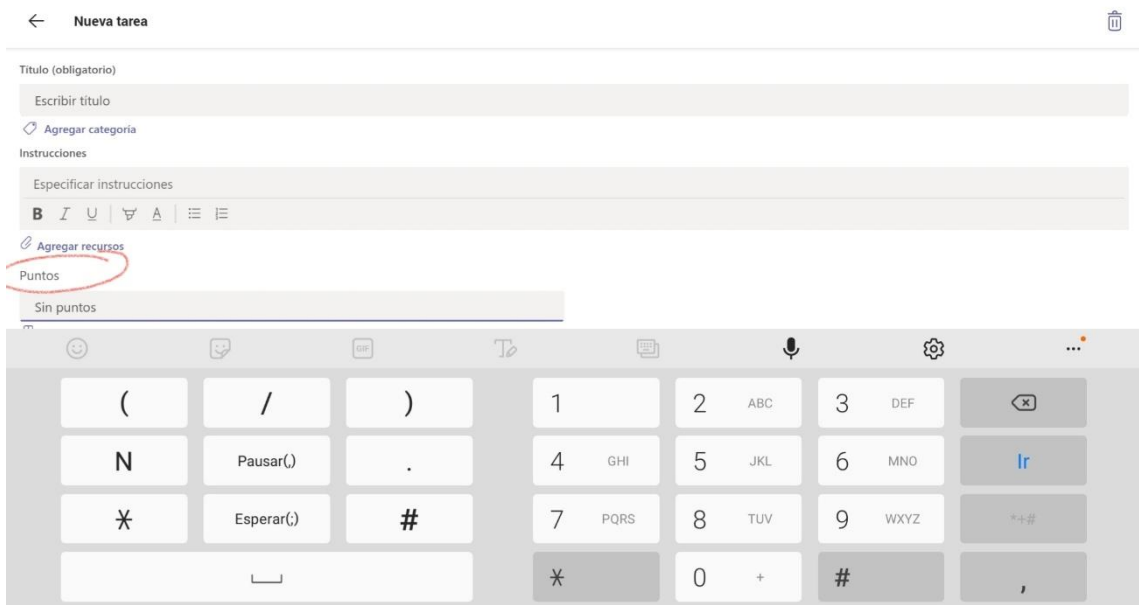 Nueva tarea
Título (obligatorio)
Escribir título
Agregar categoría
Instrucciones
Especificar instrucciones
B I U A
Agregar recursos
Puntos
Sin puntos
GIF T ...
( / ) 1 2 ABC 3 DEF
N Pausar(,) . 4 GHI 5 JKL 6 MNO Ir
* Esperar(;) # 7 PQRS 8 TUV 9 WXYZ *+#
* 0 + # ,